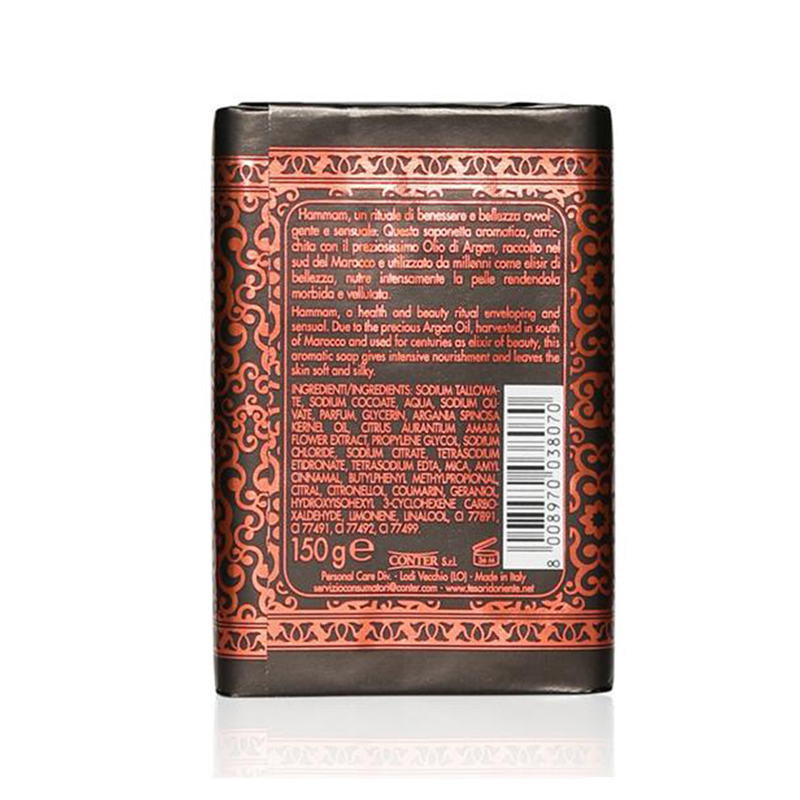 Hammam, un rituale di benessere e bellezza avvol-
gente e sensuale. Questa saponetta aromatica, arric-
chita con il preziosissimo Olio di Argan, raccolto nel
sud del Marocco e utilizzato da millenni come elisir di
bellezza, nutre intensamente la pelle rendendola
morbida e vellutata.
Hammam, a health and beauty ritual enveloping and
sensual. Due to the precious Argan Oil, harvested in south
of Marocco and used for centuries as elixir of beauty, this
aromatic soap gives intensive nourishment and leaves the
skin soft and silky.
INGREDIENTI/INGREDIENTS: SODIUM TALLOWA-
TE, SODIUM COCOATE, AQUA, SODIUM OLI-
VATE, PARFUM, GLYCERIN, ARGANIA SPINOSA
KERNEL OIL, CITRUS AURANTIUM AMARA
FLOWER EXTRACT, PROPYLENE GLYCOL, SODIUM
CHLORIDE, SODIUM CITRATE, TETRASODIUM
ETIDRONATE, TETRASODIUM EDTA, MICA, AMYL
CINNAMAL, BUTYLPHENYL METHYLPROPIONAL,
CITRAL, CITRONELLOL, COUMARIN, GERANIOL,
HYDROXYISOHEXYL 3-CYCLOHEXENE CARBO
XALDEHYDE, LIMONENE, LINALOOL, CI 77891,
CI 77491, CI 77492, CI 77499.
150 g e
CONTER S.r.l.
36 M
Personal Care Div. - Lodi Vecchio (LO) - Made in Italy
servizioconsumatori@conter.com - www.tesoridoriente.net
8 008970 038070